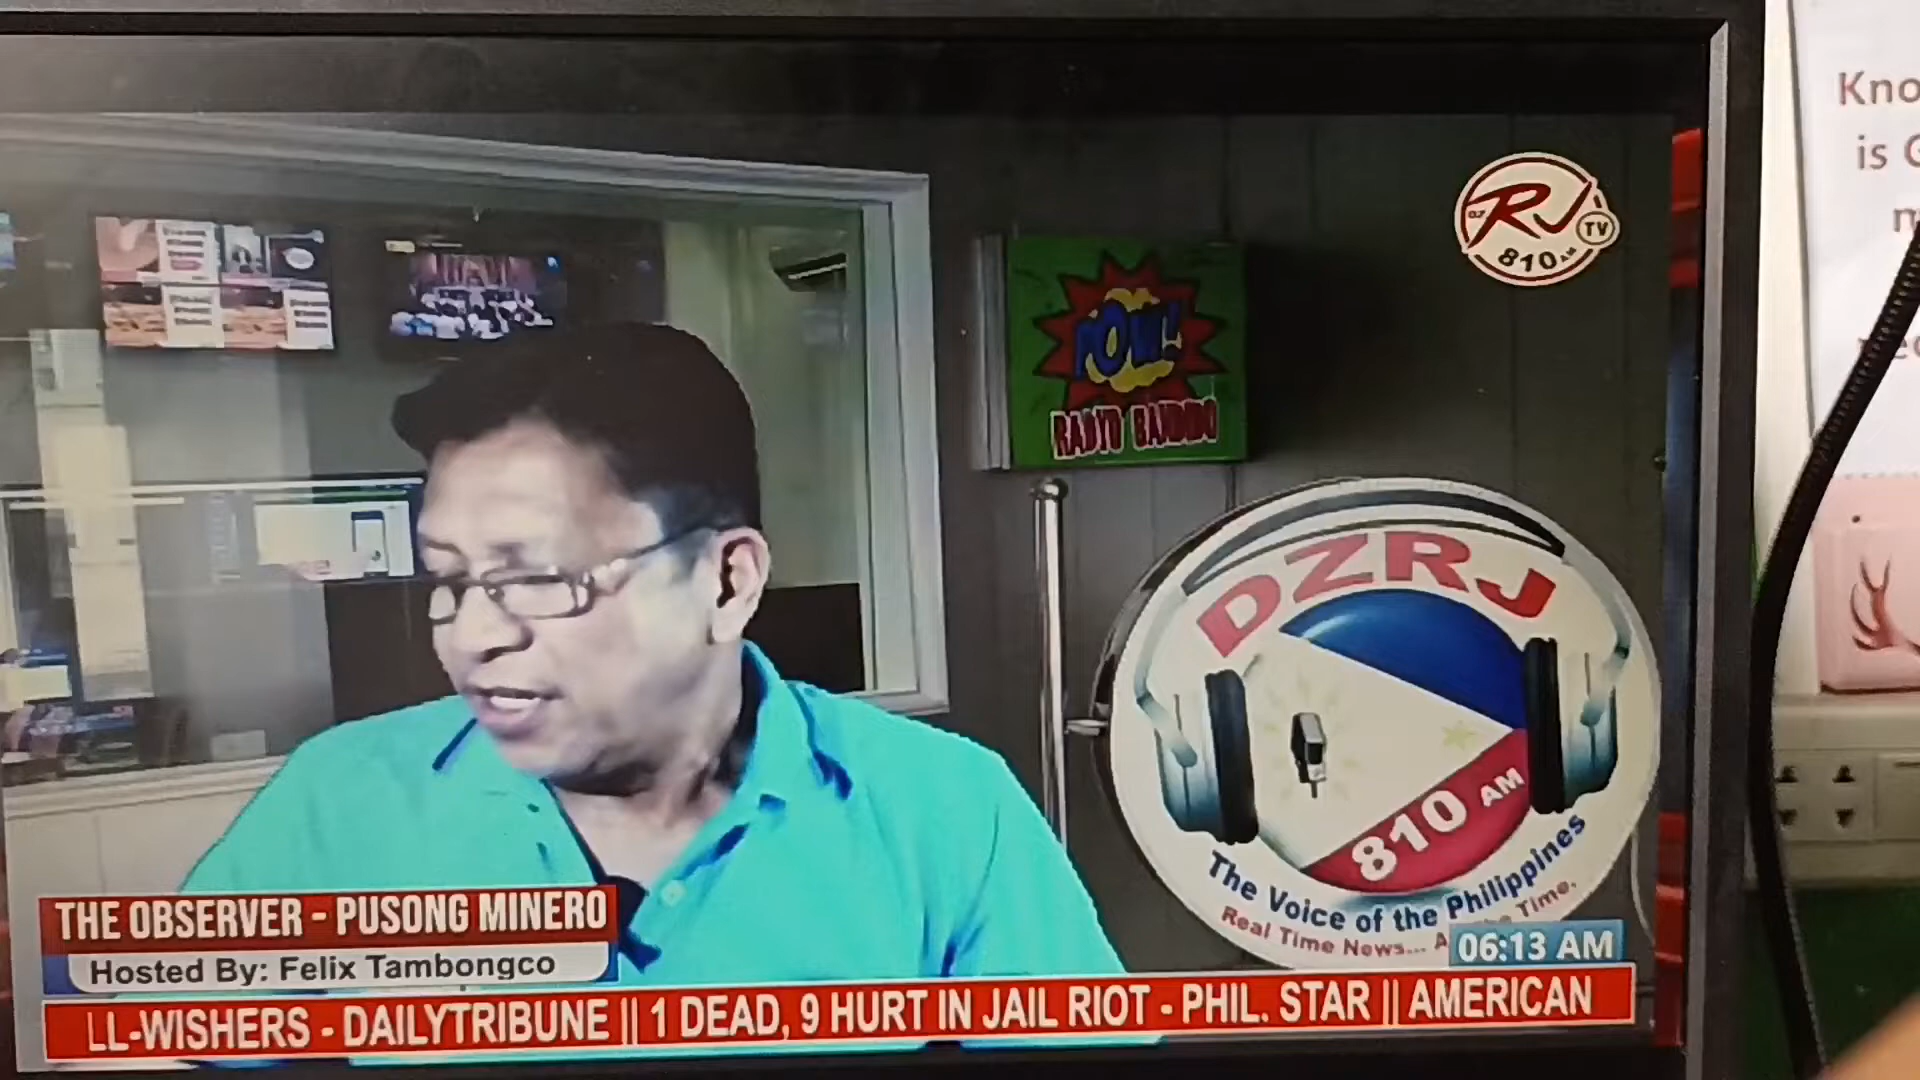 Kno
is G
RJ
TV
810 AM
POW!
RADYO BANDIDO
DZRJ
810 AM
The Voice of the Philippines
Real Time News... A
Time.
06:13 AM
THE OBSERVER - PUSONG MINERO
Hosted By: Felix Tambongco
LL-WISHERS - DAILYTRIBUNE || 1 DEAD, 9 HURT IN JAIL RIOT - PHIL. STAR || AMERICAN